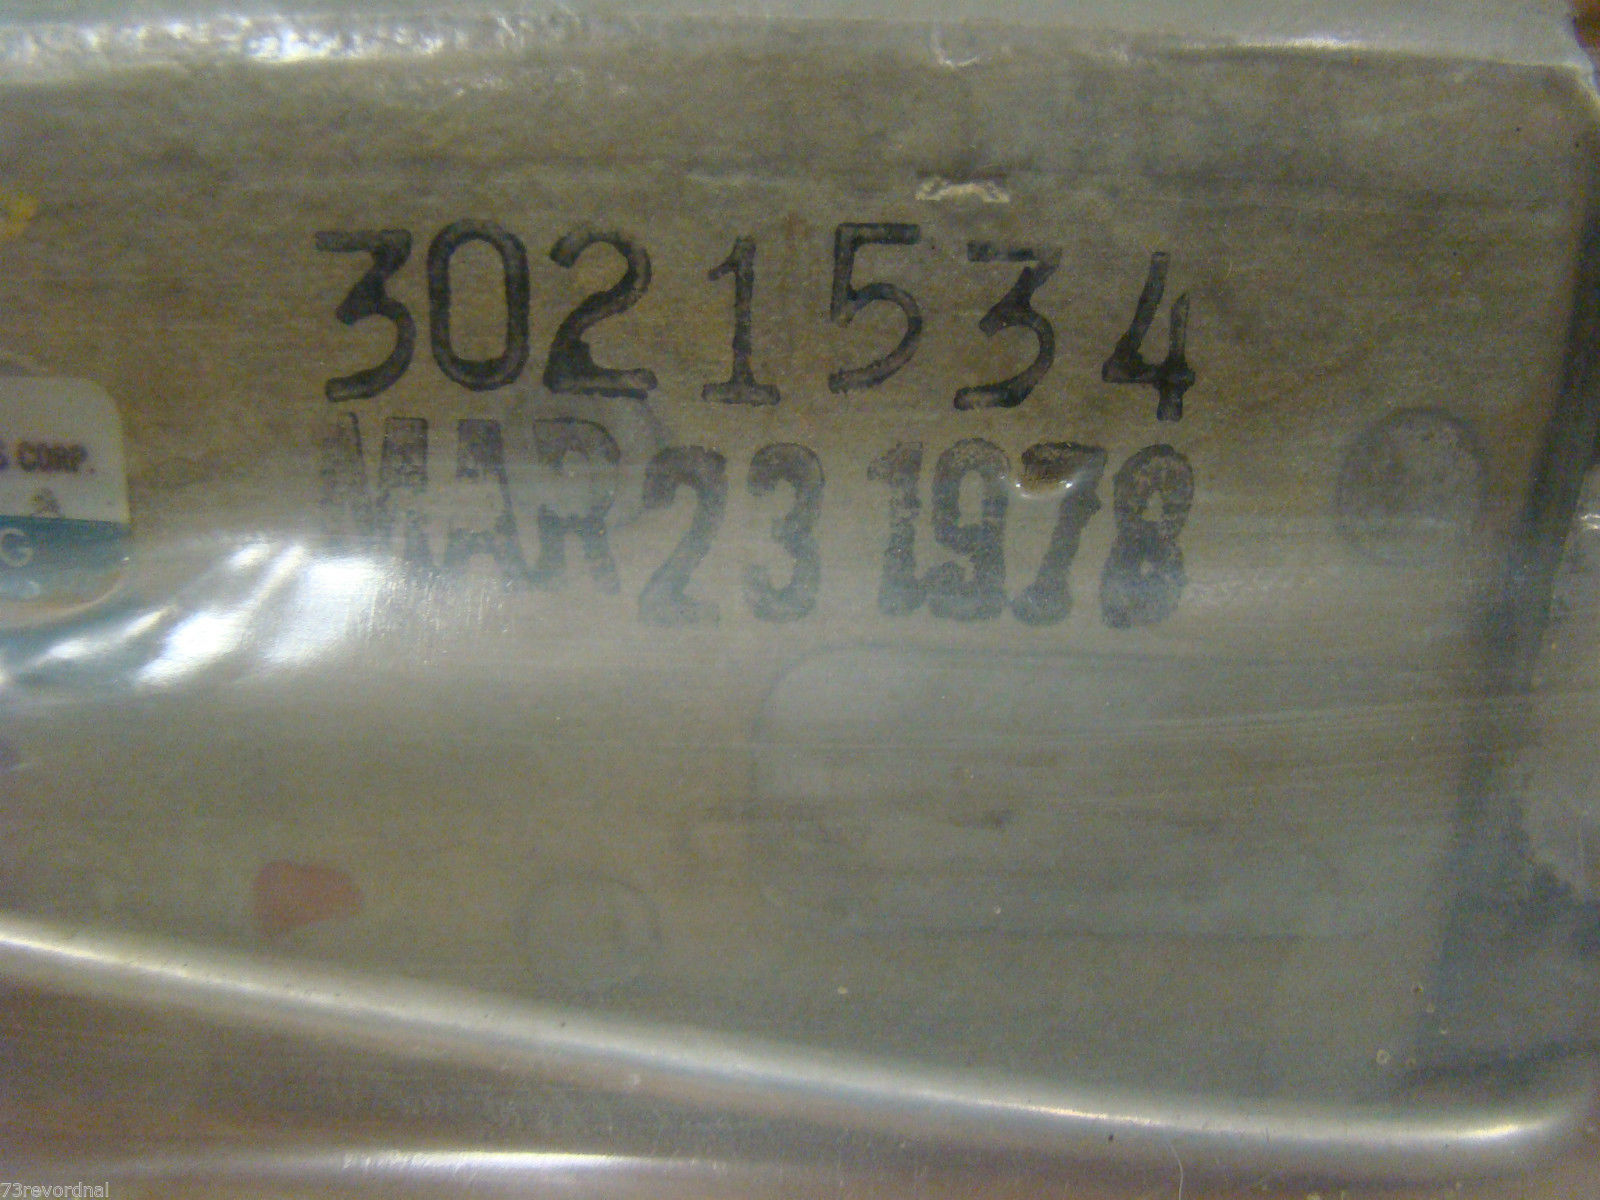 3021534
MAR 23 1978
S CORP.
G
73revordnal